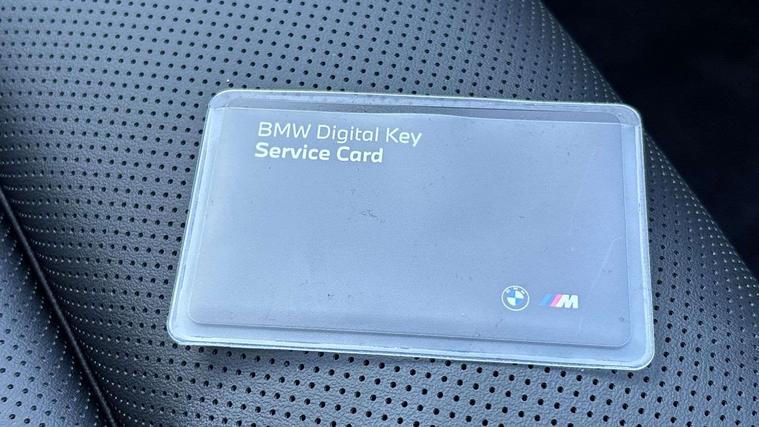 BMW Digital Key
Service Card
M